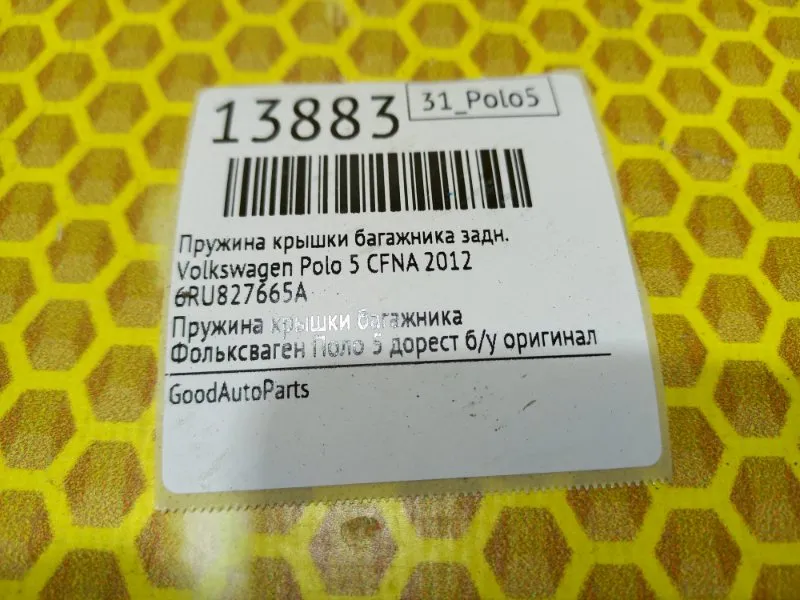 13883
31_Polo5
Пружина крышки багажника задн.
Volkswagen Polo 5 CFNA 2012
6RU827665A
Пружина крышки багажника
Фольксваген Поло 5 дорест б/у оригинал
GoodAutoParts